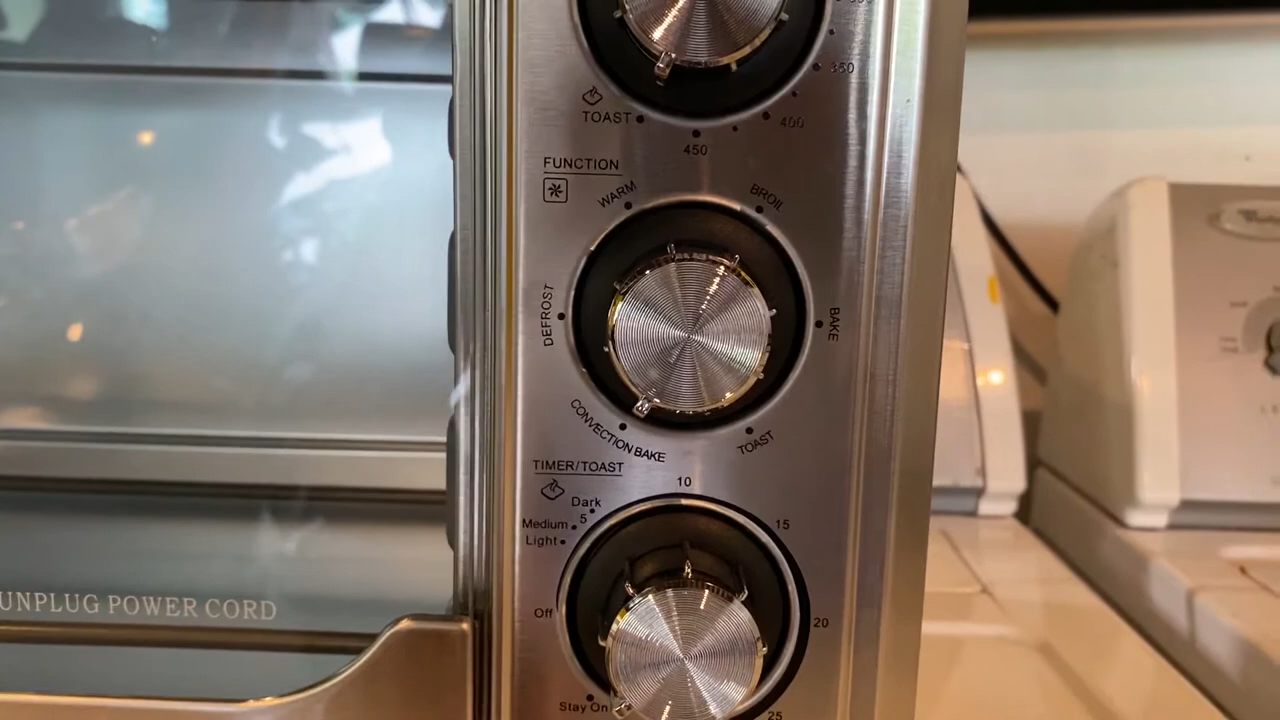 350
TOAST
400
450
FUNCTION
WARM
BROIL
DEFROST
BAKE
CONVECTION BAKE
TOAST
TIMER/TOAST
10
Dark
5
15
Medium
Light
UNPLUG POWER CORD
Off
20
Stay On
25